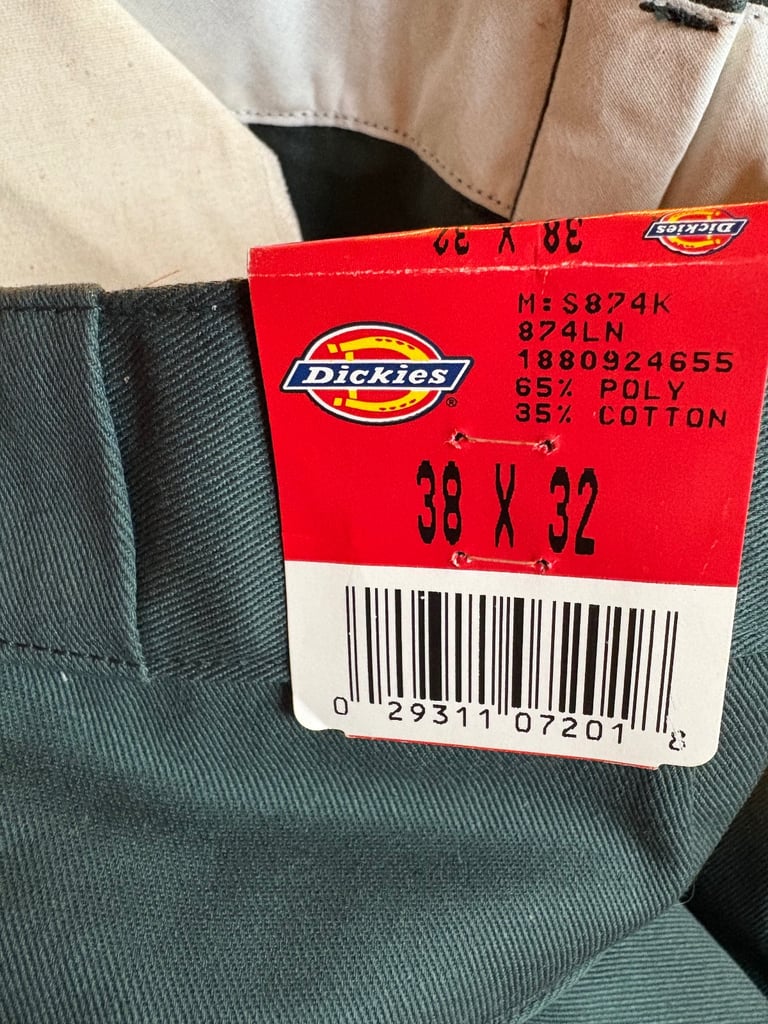 38 X 32
Dickies
M: S874K
874LN
1880924655
65% POLY
35% COTTON
Dickies®
38 X 32
0 29311 07201 8